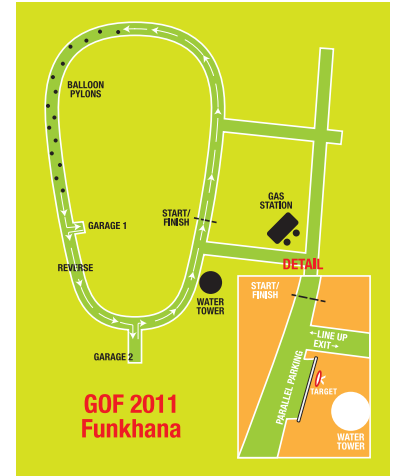 BALLOON
PYLONS
GARAGE 1
START/
FINISH
GAS
STATION
REVERSE
WATER
TOWER
GARAGE 2
GOF 2011
Funkhana
DETAIL
START/
FINISH
←LINE UP
EXIT→
PARALLEL PARKING
TARGET
WATER
TOWER